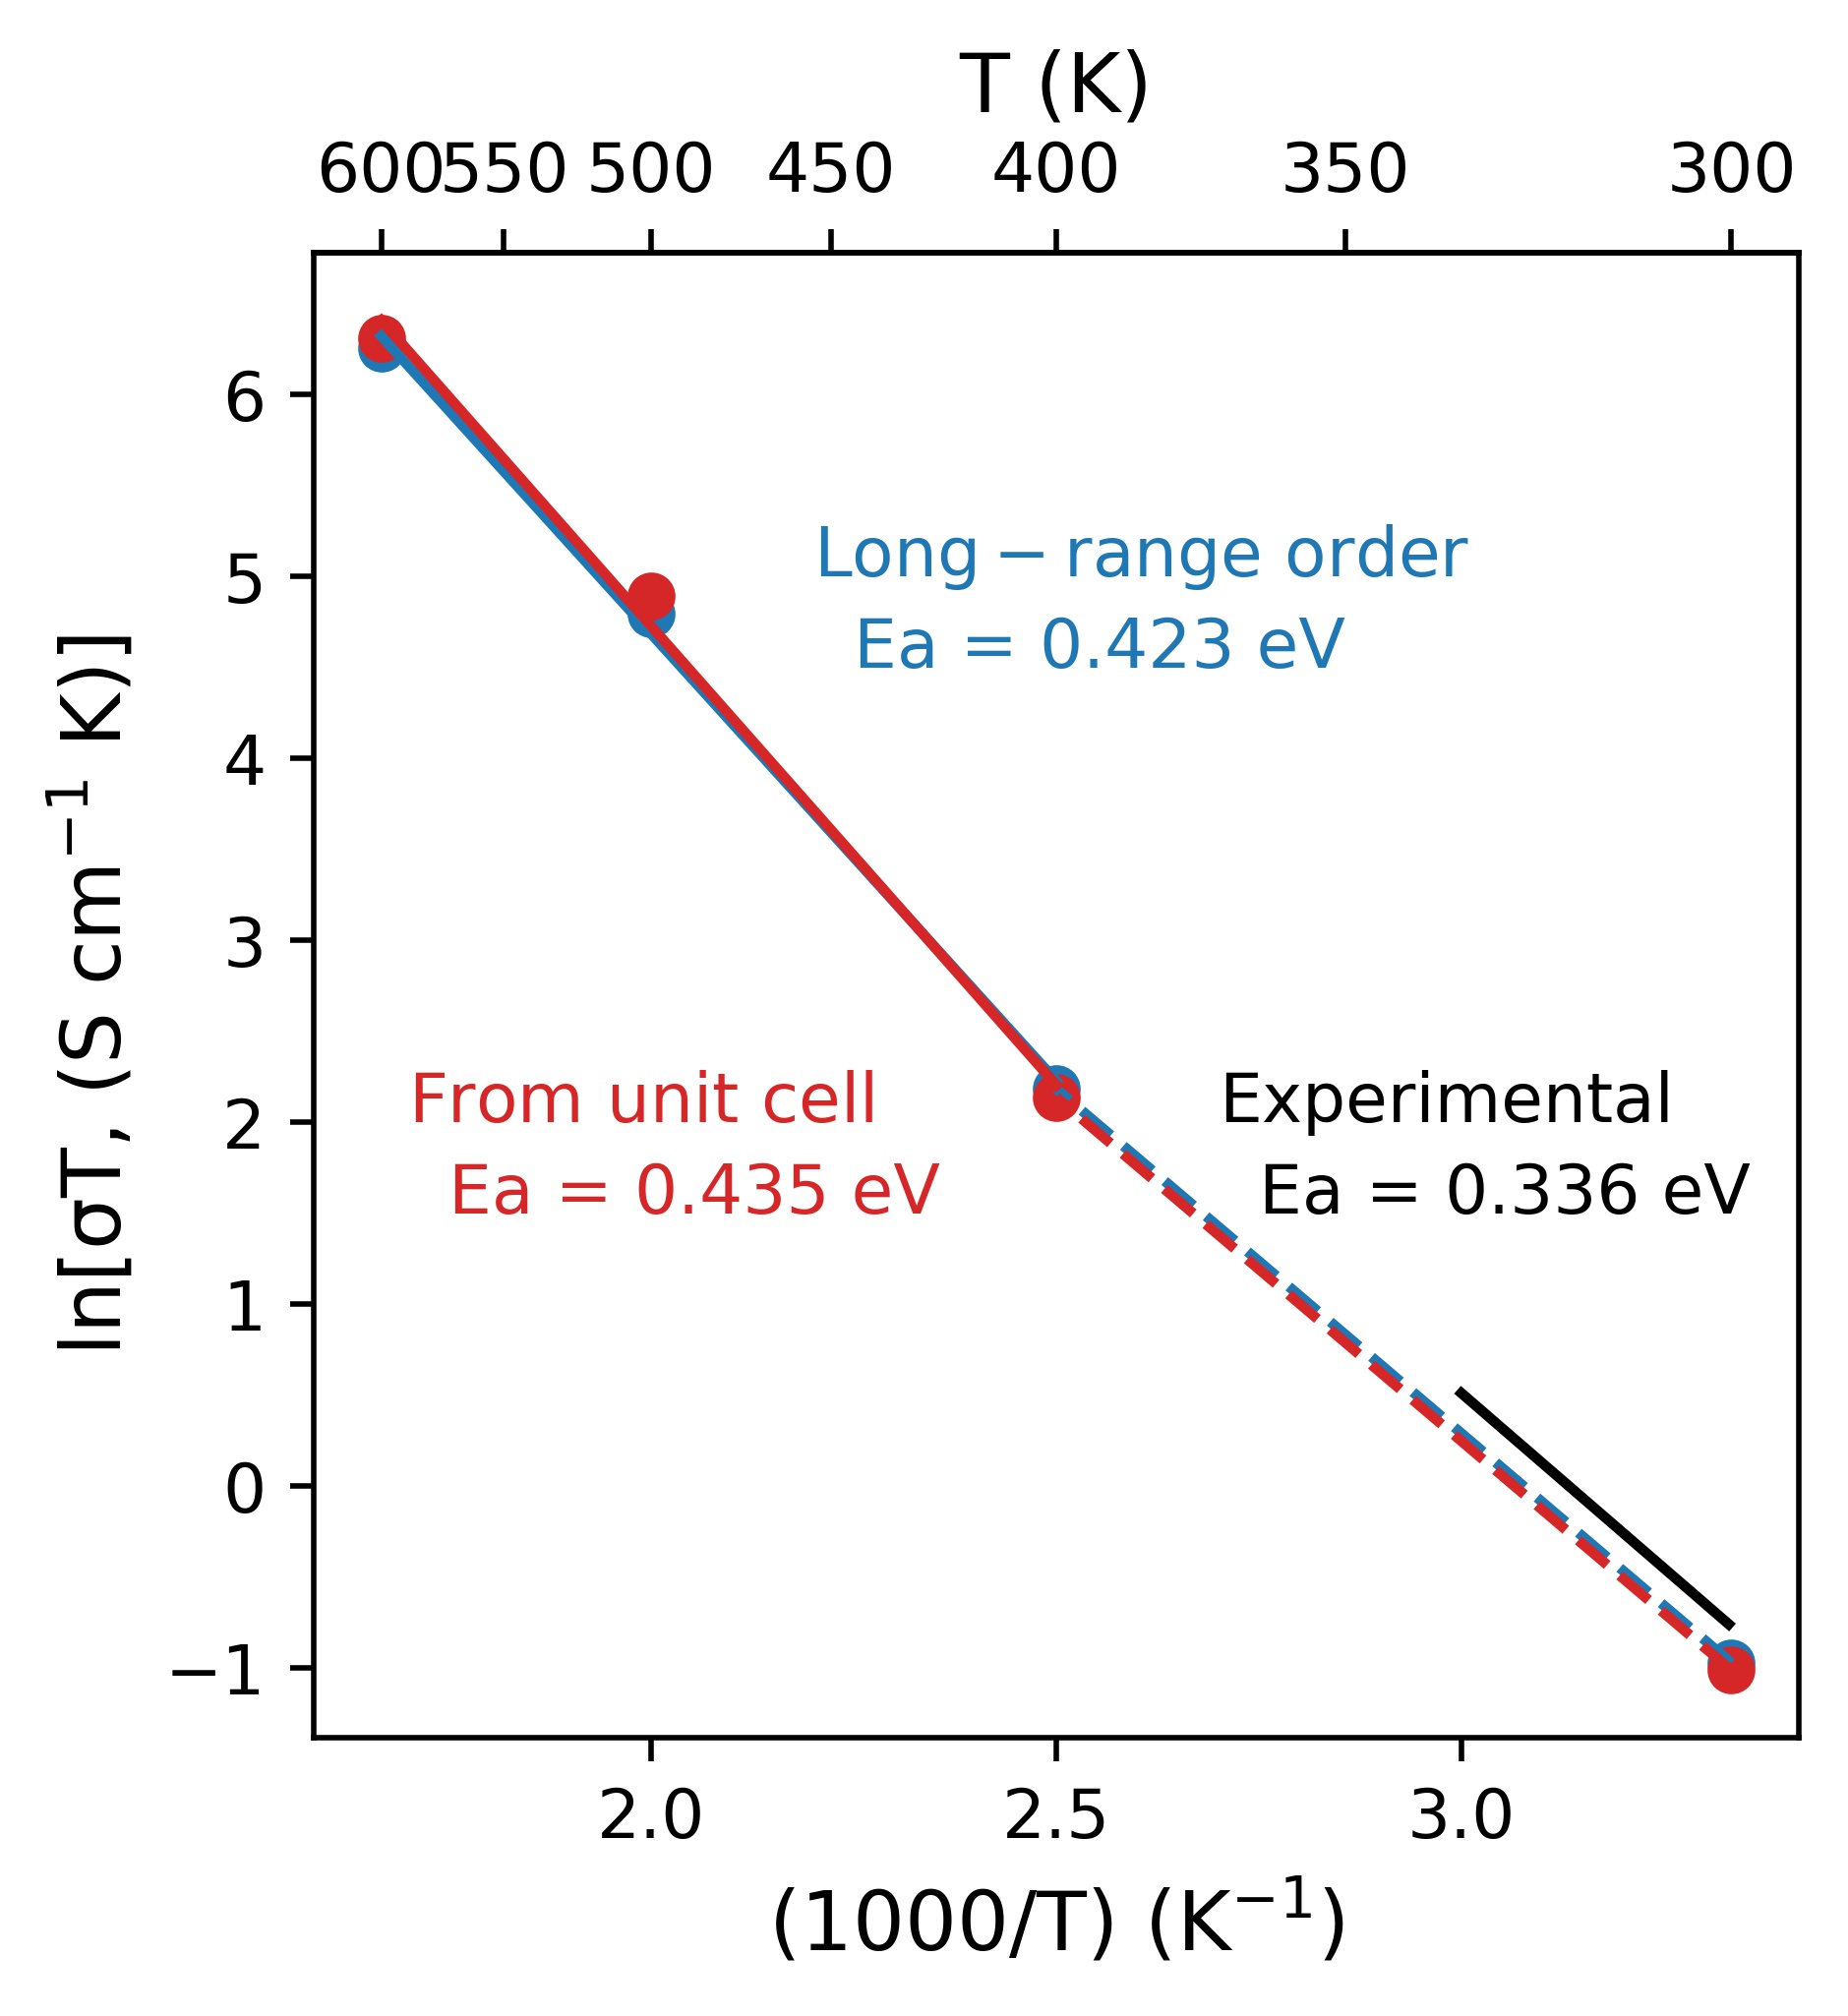 T (K)
600 550 500 450 400 350 300
ln[σT, (S cm⁻¹ K)]
6
5
4
3
2
1
0
−1
Long − range order
Ea = 0.423 eV
From unit cell
Ea = 0.435 eV
Experimental
Ea = 0.336 eV
2.0 2.5 3.0
(1000/T) (K⁻¹)